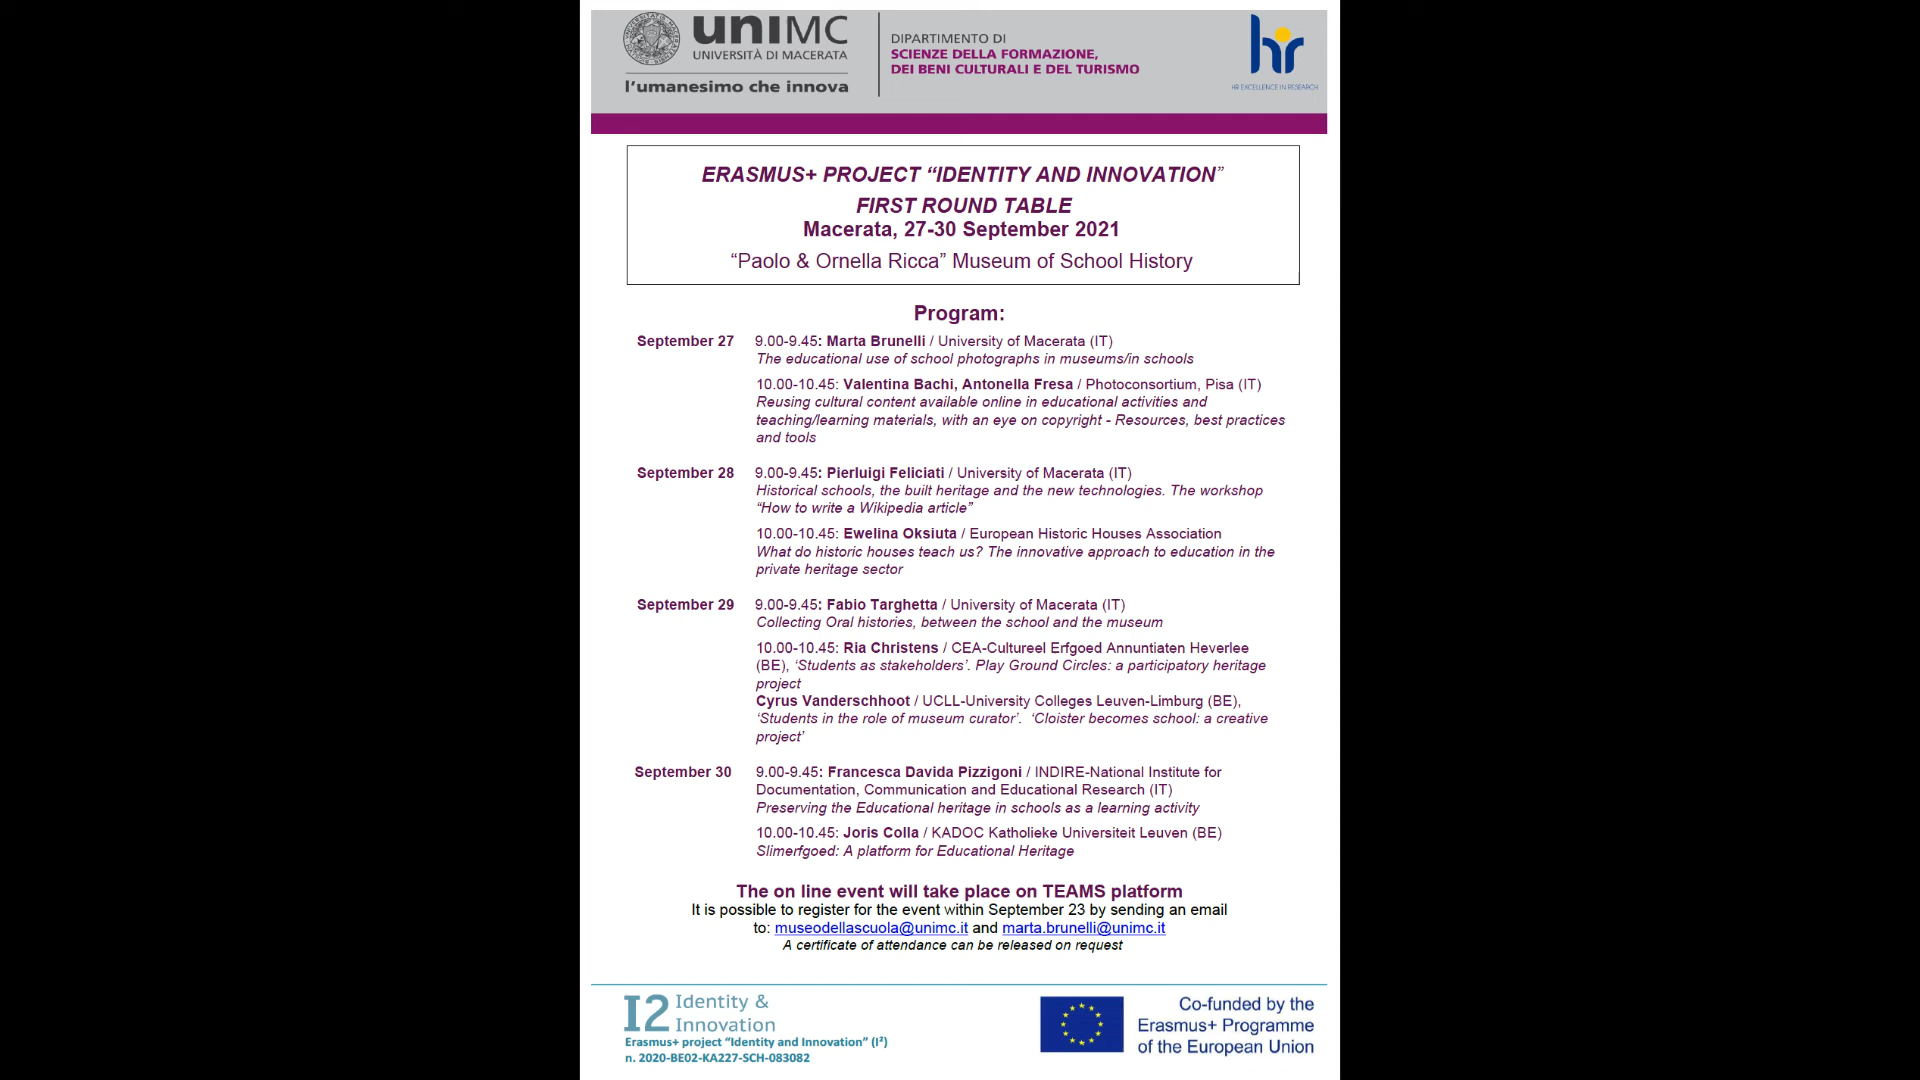 uniMC
UNIVERSITÀ DI MACERATA
l'umanesimo che innova
DIPARTIMENTO DI
SCIENZE DELLA FORMAZIONE,
DEI BENI CULTURALI E DEL TURISMO
hr
HR EXCELLENCE IN RESEARCH
ERASMUS+ PROJECT “IDENTITY AND INNOVATION”
FIRST ROUND TABLE
Macerata, 27-30 September 2021
“Paolo & Ornella Ricca” Museum of School History
Program:
September 27 9.00-9.45: Marta Brunelli / University of Macerata (IT)
The educational use of school photographs in museums/in schools
10.00-10.45: Valentina Bachi, Antonella Fresa / Photoconsortium, Pisa (IT)
Reusing cultural content available online in educational activities and
teaching/learning materials, with an eye on copyright - Resources, best practices
and tools
September 28 9.00-9.45: Pierluigi Feliciati / University of Macerata (IT)
Historical schools, the built heritage and the new technologies. The workshop
“How to write a Wikipedia article”
10.00-10.45: Ewelina Oksiuta / European Historic Houses Association
What do historic houses teach us? The innovative approach to education in the
private heritage sector
September 29 9.00-9.45: Fabio Targhetta / University of Macerata (IT)
Collecting Oral histories, between the school and the museum
10.00-10.45: Ria Christens / CEA-Cultureel Erfgoed Annuntiaten Heverlee
(BE), ‘Students as stakeholders’. Play Ground Circles: a participatory heritage
project
Cyrus Vanderschhoot / UCLL-University Colleges Leuven-Limburg (BE),
‘Students in the role of museum curator’. ‘Cloister becomes school: a creative
project’
September 30 9.00-9.45: Francesca Davida Pizzigoni / INDIRE-National Institute for
Documentation, Communication and Educational Research (IT)
Preserving the Educational heritage in schools as a learning activity
10.00-10.45: Joris Colla / KADOC Katholieke Universiteit Leuven (BE)
Slimerfgoed: A platform for Educational Heritage
The on line event will take place on TEAMS platform
It is possible to register for the event within September 23 by sending an email
to: museodellascuola@unimc.it and marta.brunelli@unimc.it
A certificate of attendance can be released on request
I2 Identity &
Innovation
Erasmus+ project “Identity and Innovation” (I²)
n. 2020-BE02-KA227-SCH-083082
Co-funded by the
Erasmus+ Programme
of the European Union